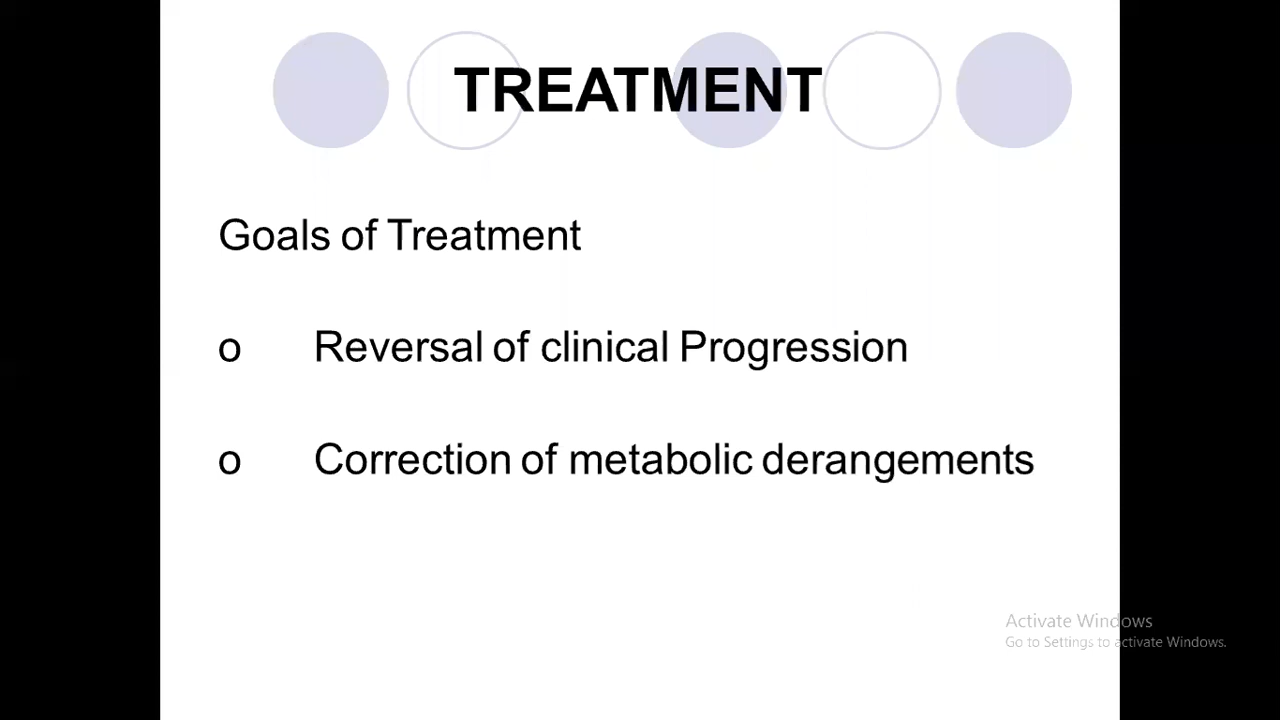 TREATMENT
Goals of Treatment
o Reversal of clinical Progression
o Correction of metabolic derangements
Activate Windows
Go to Settings to activate Windows.